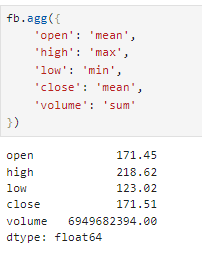 fb.agg({
    'open': 'mean',
    'high': 'max',
    'low': 'min',
    'close': 'mean',
    'volume': 'sum'
})
open 171.45
high 218.62
low 123.02
close 171.51
volume 6949682394.00
dtype: float64